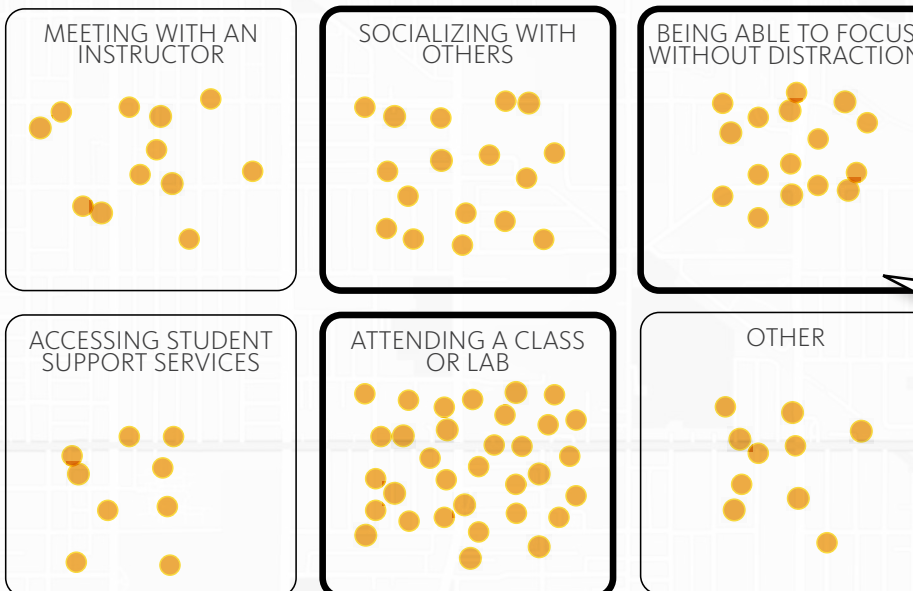 MEETING WITH AN
INSTRUCTOR
SOCIALIZING WITH
OTHERS
BEING ABLE TO FOCUS
WITHOUT DISTRACTION
ACCESSING STUDENT
SUPPORT SERVICES
ATTENDING A CLASS
OR LAB
OTHER